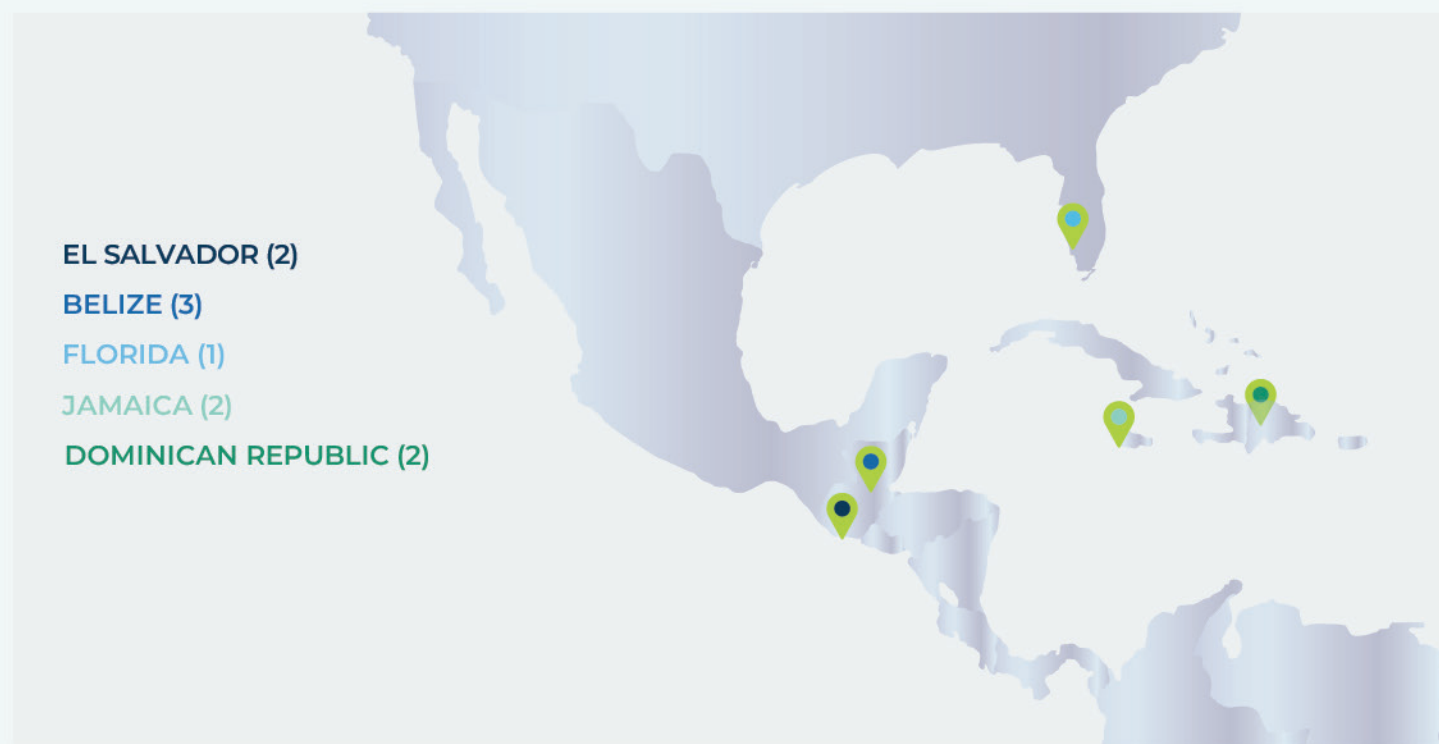 EL SALVADOR (2)
BELIZE (3)
FLORIDA (1)
JAMAICA (2)
DOMINICAN REPUBLIC (2)